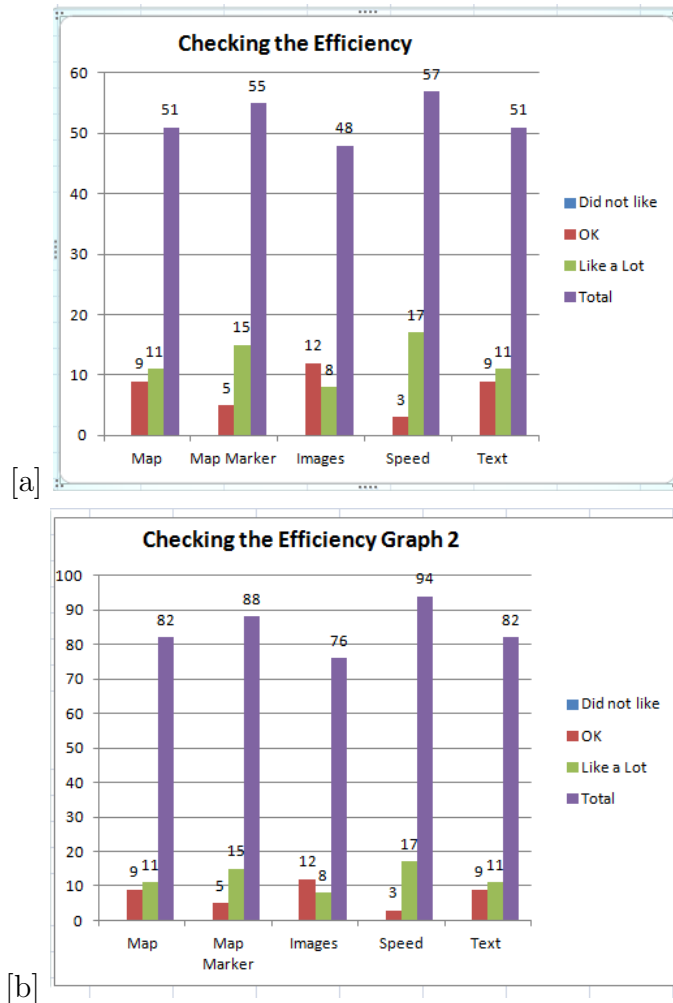 Checking the Efficiency
60
50
40
30
20
10
0
51
55
48
57
51
9
11
5
15
12
8
3
17
9
11
Map
Map Marker
Images
Speed
Text
Did not like
OK
Like a Lot
Total
[a]
Checking the Efficiency Graph 2
100
90
80
70
60
50
40
30
20
10
0
82
88
76
94
82
9
11
5
15
12
8
3
17
9
11
Map
Map
Marker
Images
Speed
Text
Did not like
OK
Like a Lot
Total
[b]